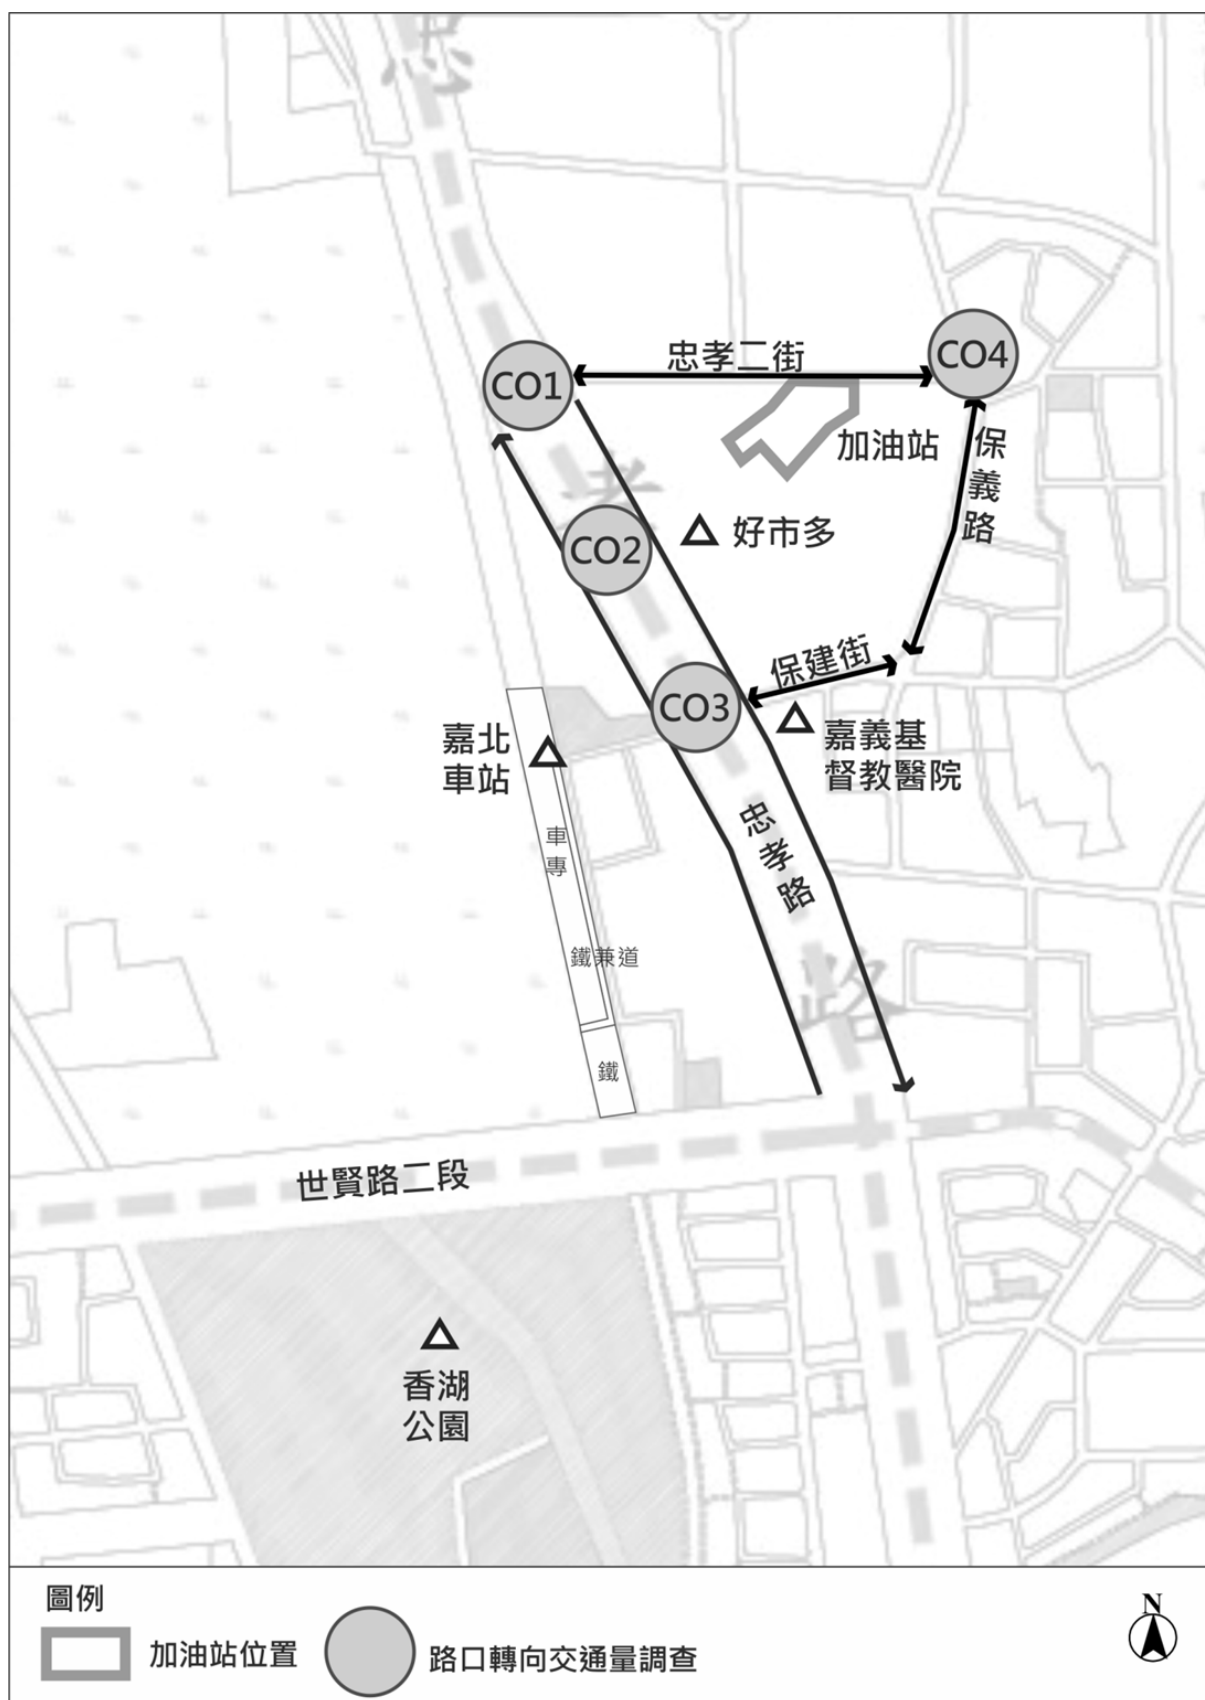 忠
CO1
忠孝二街
CO4
加油站
保義路
孝
CO2
好市多
保建街
CO3
嘉北
車站
嘉義基
督教醫院
忠孝路
車專
鐵兼道
路
鐵
世賢路二段
香湖
公園
圖例
加油站位置
路口轉向交通量調查
N